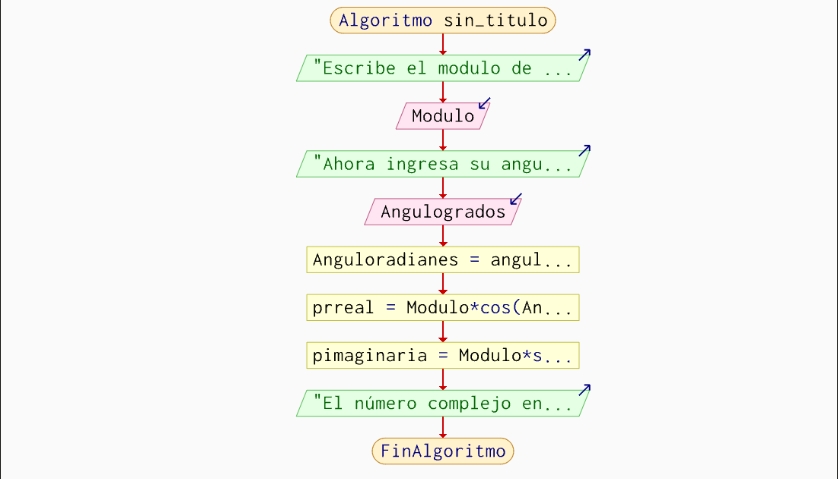 Algoritmo sin_titulo
"Escribe el modulo de ...
Modulo
"Ahora ingresa su angu...
Angulogrados
Anguloradianes = angul...
prreal = Modulo*cos(An...
pimaginaria = Modulo*s...
"El número complejo en...
FinAlgoritmo